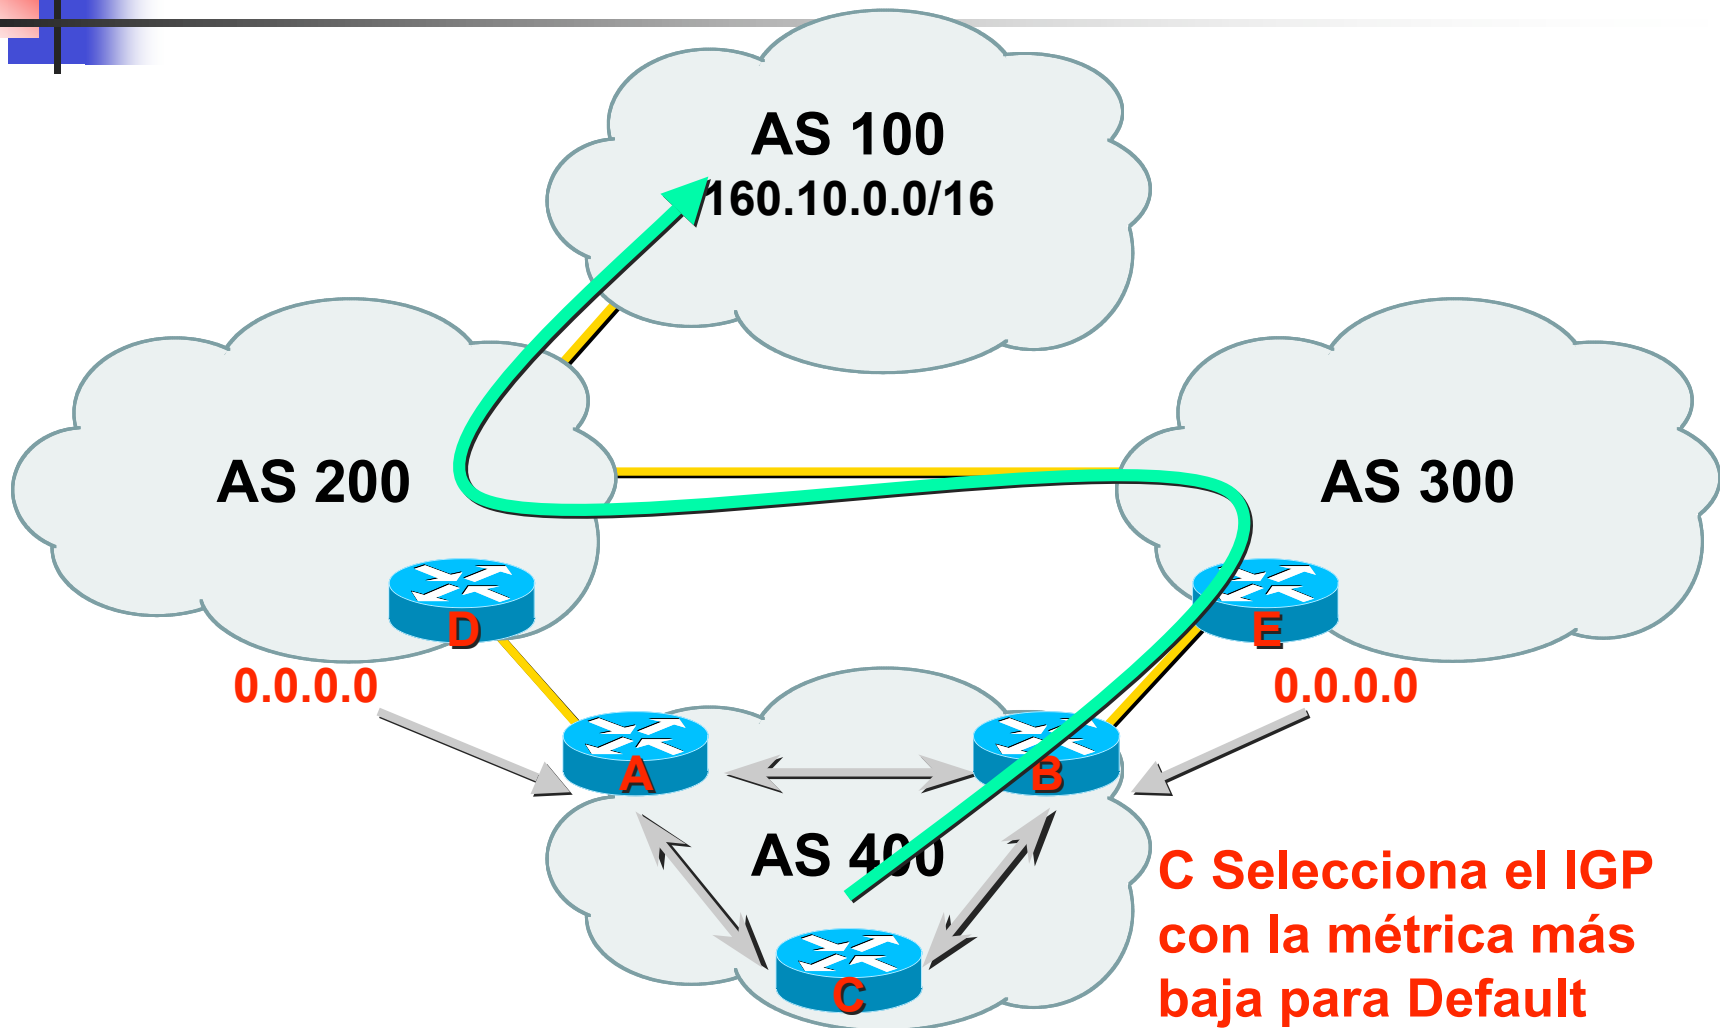 AS 100
160.10.0.0/16
AS 200
AS 300
D
E
0.0.0.0
0.0.0.0
A
B
AS 400
C
C Selecciona el IGP
con la métrica más
baja para Default